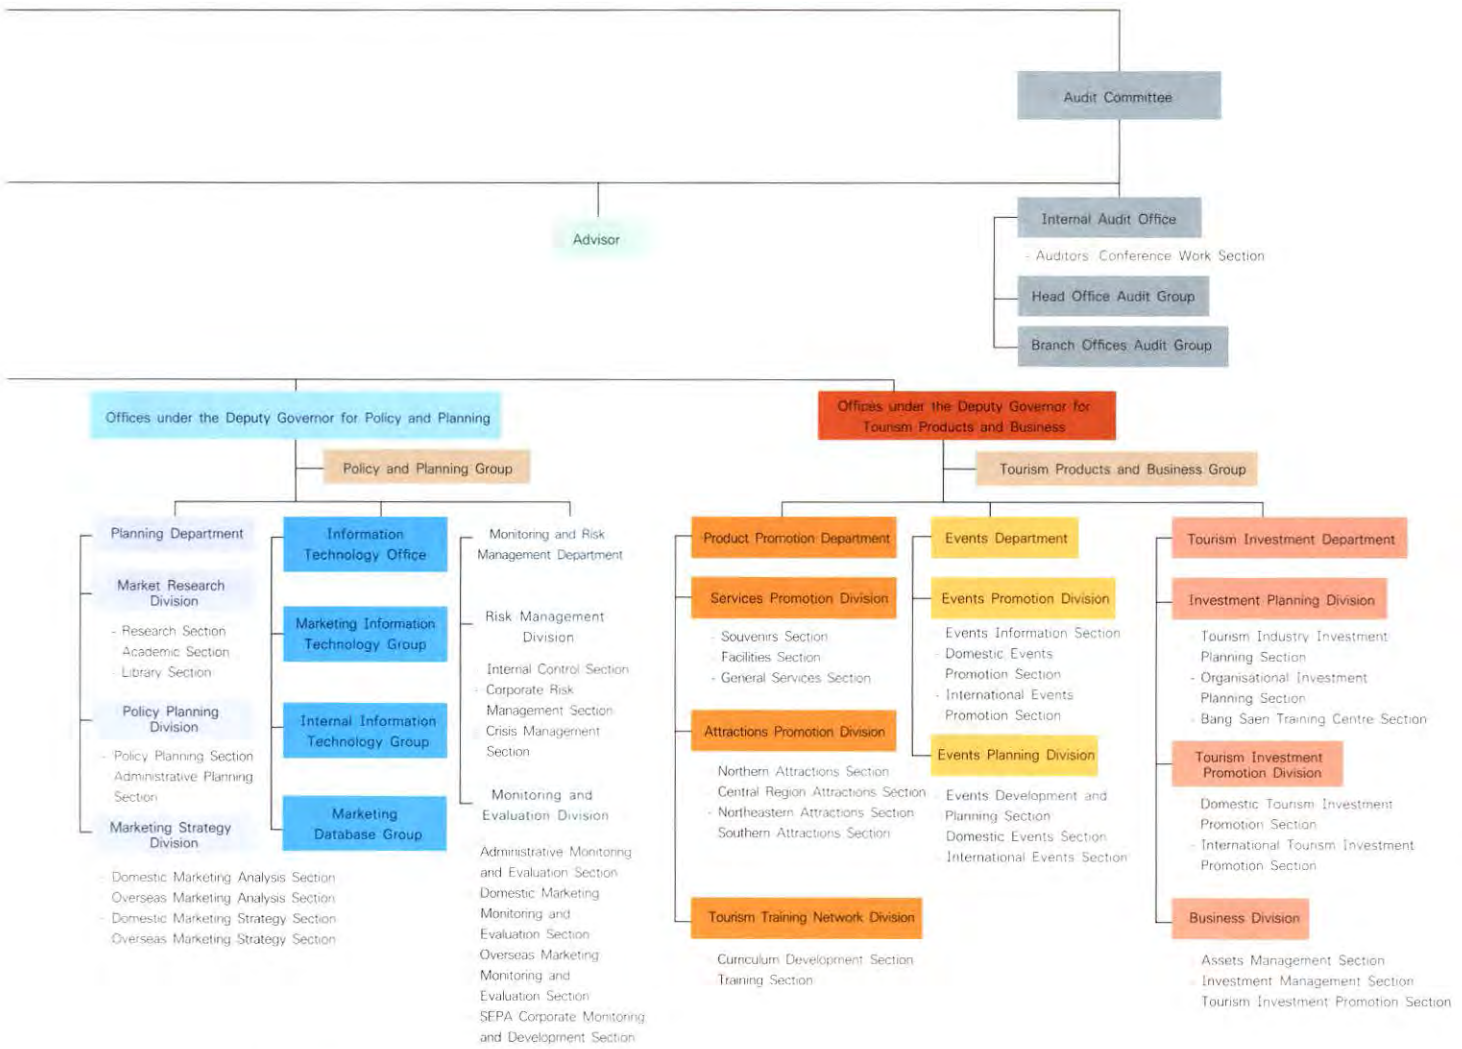 Audit Committee
Advisor
Internal Audit Office
- Auditors Conference Work Section
Head Office Audit Group
Branch Offices Audit Group
Offices under the Deputy Governor for Policy and Planning
Policy and Planning Group
Planning Department
Market Research
Division
- Research Section
- Academic Section
- Library Section
Policy Planning
Division
- Policy Planning Section
Administrative Planning
Section
Marketing Strategy
Division
- Domestic Marketing Analysis Section
Overseas Marketing Analysis Section
- Domestic Marketing Strategy Section
Overseas Marketing Strategy Section
Information
Technology Office
Marketing Information
Technology Group
Internal Information
Technology Group
Marketing
Database Group
Monitoring and Risk
Management Department
Risk Management
Division
- Internal Control Section
- Corporate Risk
Management Section
- Crisis Management
Section
Monitoring and
Evaluation Division
Administrative Monitoring
and Evaluation Section
- Domestic Marketing
Monitoring and
Evaluation Section
- Overseas Marketing
Monitoring and
Evaluation Section
- SEPA Corporate Monitoring
and Development Section
Offices under the Deputy Governor for
Tourism Products and Business
Tourism Products and Business Group
Product Promotion Department
Services Promotion Division
- Souvenirs Section
- Facilities Section
- General Services Section
Attractions Promotion Division
Northern Attractions Section
Central Region Attractions Section
- Northeastern Attractions Section
Southern Attractions Section
Tourism Training Network Division
Curriculum Development Section
- Training Section
Events Department
Events Promotion Division
Events Information Section
- Domestic Events
Promotion Section
- International Events
Promotion Section
Events Planning Division
- Events Development and
Planning Section
Domestic Events Section
- International Events Section
Tourism Investment Department
Investment Planning Division
- Tourism Industry Investment
Planning Section
- Organisational Investment
Planning Section
- Bang Saen Training Centre Section
Tourism Investment
Promotion Division
Domestic Tourism Investment
Promotion Section
- International Tourism Investment
Promotion Section
Business Division
Assets Management Section
- Investment Management Section
Tourism Investment Promotion Section